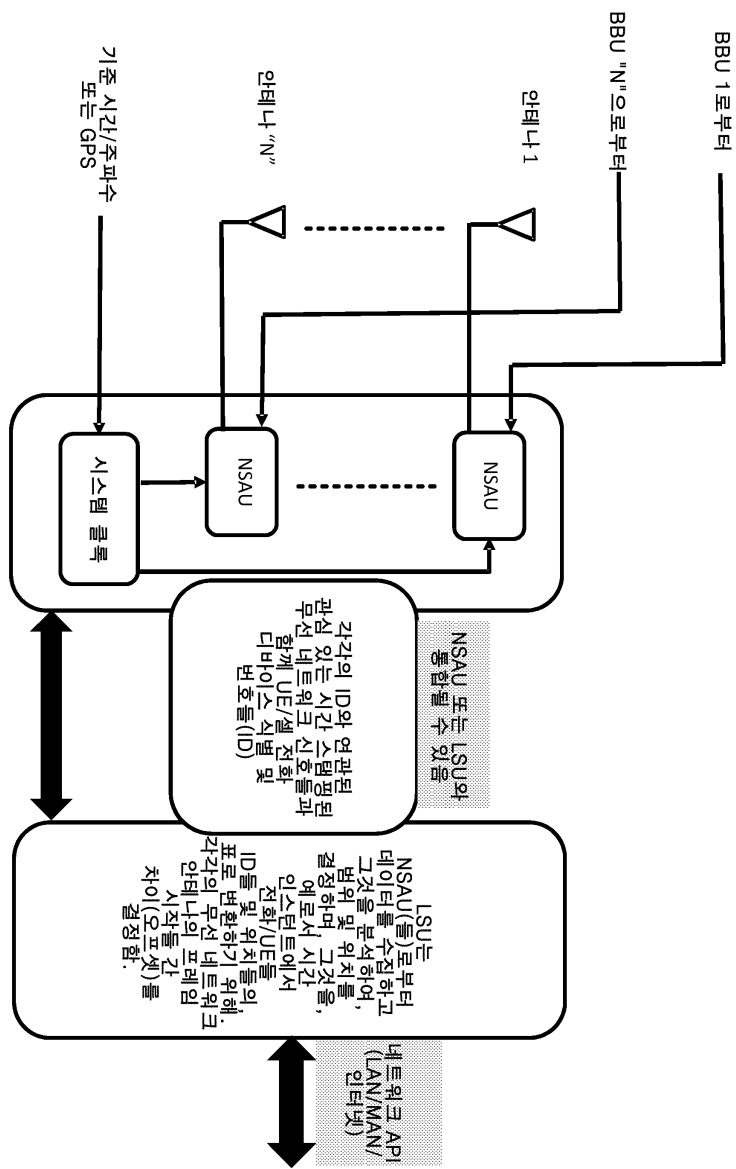 BBU 1로부터
BBU "N"으로부터
안테나 1
안테나 "N"
기준 시간/주파수
또는 GPS
NSAU
NSAU
시스템 클록
NSAU 또는 LSU와
통합될 수 있음
각각의 ID와 연관된
관심 있는 시간 스탬핑된
무선 네트워크 신호들과
함께 UE/셀 전화
디바이스 식별 및
번호들(ID)
LSU는
NSAU(들)로부터
데이터를 수집하고
그것을 분석하여,
범위 및 위치를
결정하며, 그것을,
예로서, 시간
인스턴트에서
전화/UE들
ID들 및 위치들의,
표로 변환하기 위해.
각각의 무선 네트워크
안테나의 프레임
시작들 간
차이(오프셋)를
결정함.
네트워크 API
(LAN/MAN/
인터넷)